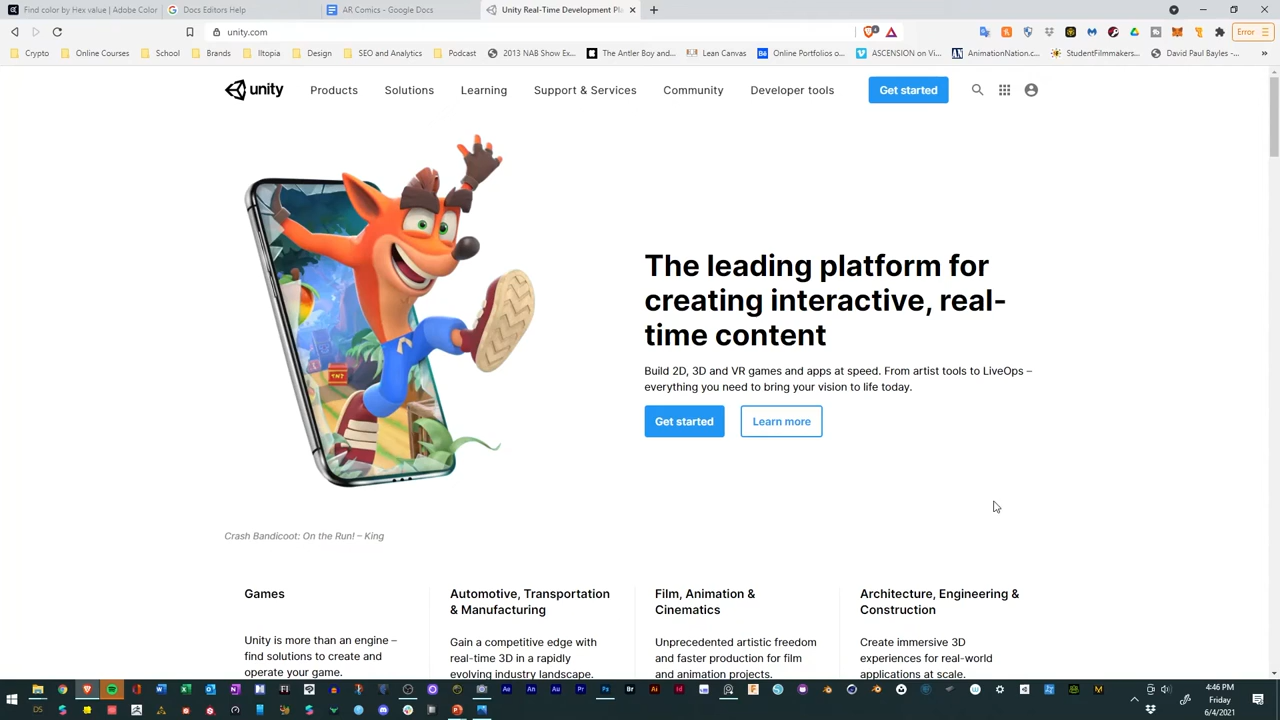 Find color by Hex value | Adobe Color
Docs Editors Help
AR Comics - Google Docs
Unity Real-Time Development Pla
unity.com
Error
Crypto
Online Courses
School
Brands
Iltopia
Design
SEO and Analytics
Podcast
2013 NAB Show Ex...
The Antler Boy and...
Lean Canvas
Online Portfolios o...
ASCENSION on Vi...
AnimationNation.c...
StudentFilmmakers...
David Paul Bayles -...
unity
Products
Solutions
Learning
Support & Services
Community
Developer tools
Get started
TNT
The leading platform for
creating interactive, real-
time content
Build 2D, 3D and VR games and apps at speed. From artist tools to LiveOps –
everything you need to bring your vision to life today.
Get started
Learn more
Crash Bandicoot: On the Run! – King
Games
Unity is more than an engine –
find solutions to create and
operate your game.
Automotive, Transportation
& Manufacturing
Gain a competitive edge with
real-time 3D in a rapidly
evolving industry landscape.
Film, Animation &
Cinematics
Unprecedented artistic freedom
and faster production for film
and animation projects.
Architecture, Engineering &
Construction
Create immersive 3D
experiences for real-world
applications at scale.
4:46 PM
Friday
6/4/2021